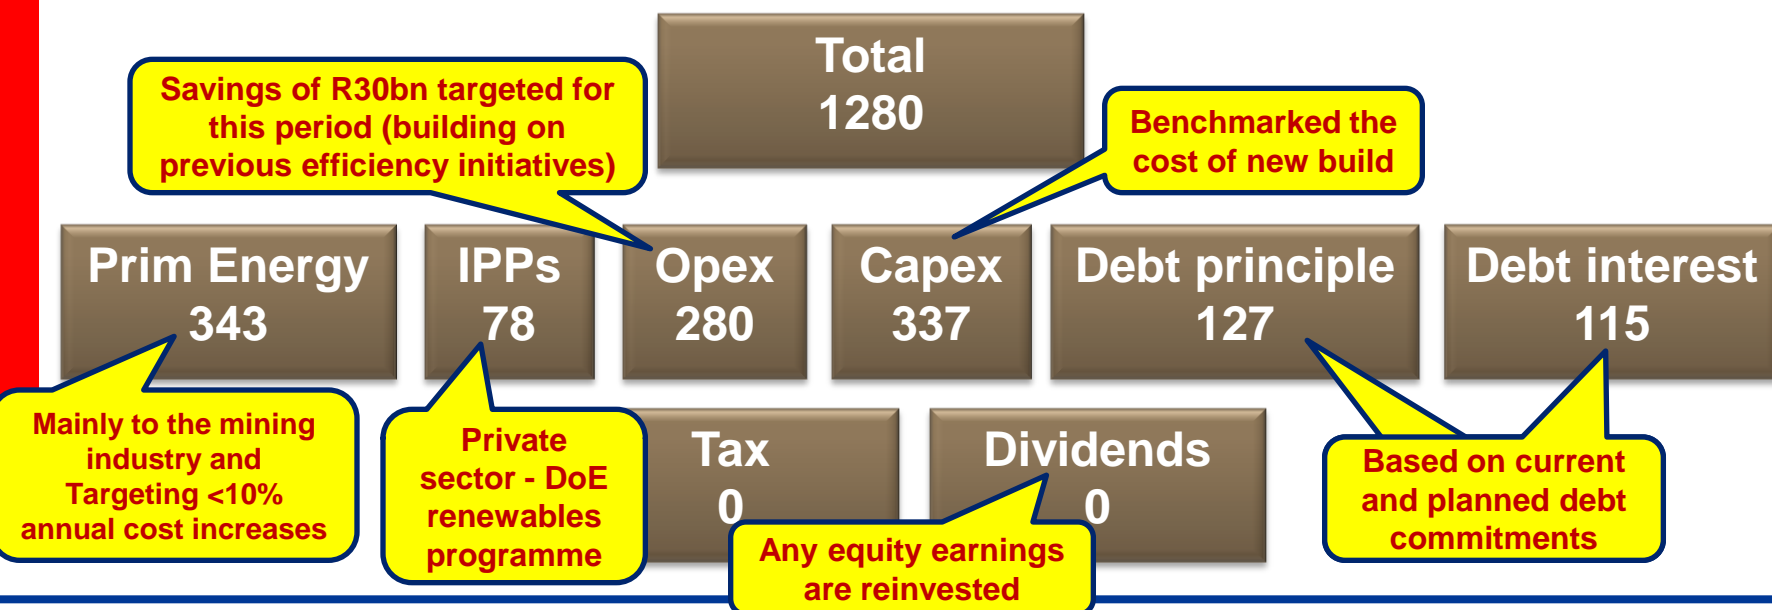 Total
1280
Savings of R30bn targeted for
this period (building on
previous efficiency initiatives)
Benchmarked the
cost of new build
Prim Energy
343
IPPs
78
Opex
280
Capex
337
Debt principle
127
Debt interest
115
Mainly to the mining
industry and
Targeting <10%
annual cost increases
Private
sector - DoE
renewables
programme
Tax
0
Dividends
0
Any equity earnings
are reinvested
Based on current
and planned debt
commitments